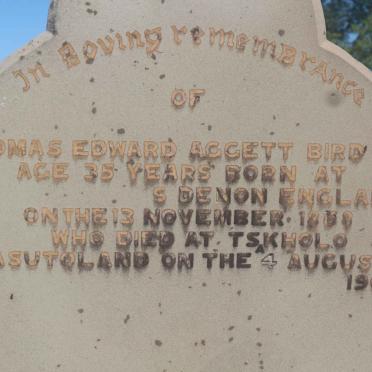 In Loving remembrance
OF
OMAS EDWARD AGGETT BIRD
AGE 35 YEARS BORN AT
S DEVON ENGLA
ON THE 13 NOVEMBER
WHO DIED AT TSKHOLO
ASUTOLAND ON THE 4 AUGUS